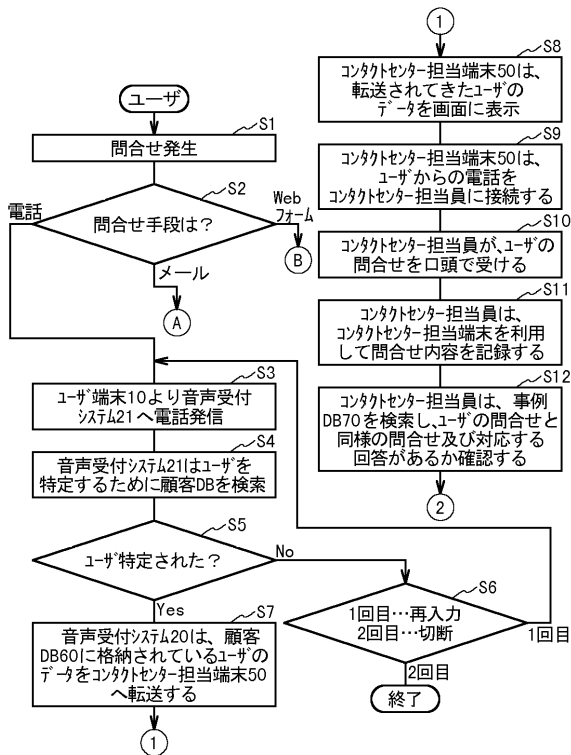 ユーザ
S1
問合せ発生
S2
問合せ手段は？
電話
Web
フォーム
B
メール
A
S3
ユーザ端末10より音声受付
システム21へ電話発信
S4
音声受付システム21はユーザを
特定するために顧客DBを検索
S5
ユーザ特定された？
No
Yes
S6
1回目…再入力
2回目…切断
1回目
2回目
終了
S7
音声受付システム20は、顧客
DB60に格納されているユーザの
データをコンタクトセンター担当端末50
へ転送する
1
1
S8
コンタクトセンター担当端末50は、
転送されてきたユーザの
データを画面に表示
S9
コンタクトセンター担当端末50は、
ユーザからの電話を
コンタクトセンター担当員に接続する
S10
コンタクトセンター担当員が、ユーザの
問合せを口頭で受ける
S11
コンタクトセンター担当員は、
コンタクトセンター担当端末を利用
して問合せ内容を記録する
S12
コンタクトセンター担当員は、事例
DB70を検索し、ユーザの問合せと
同様の問合せ及び対応する
回答があるか確認する
2